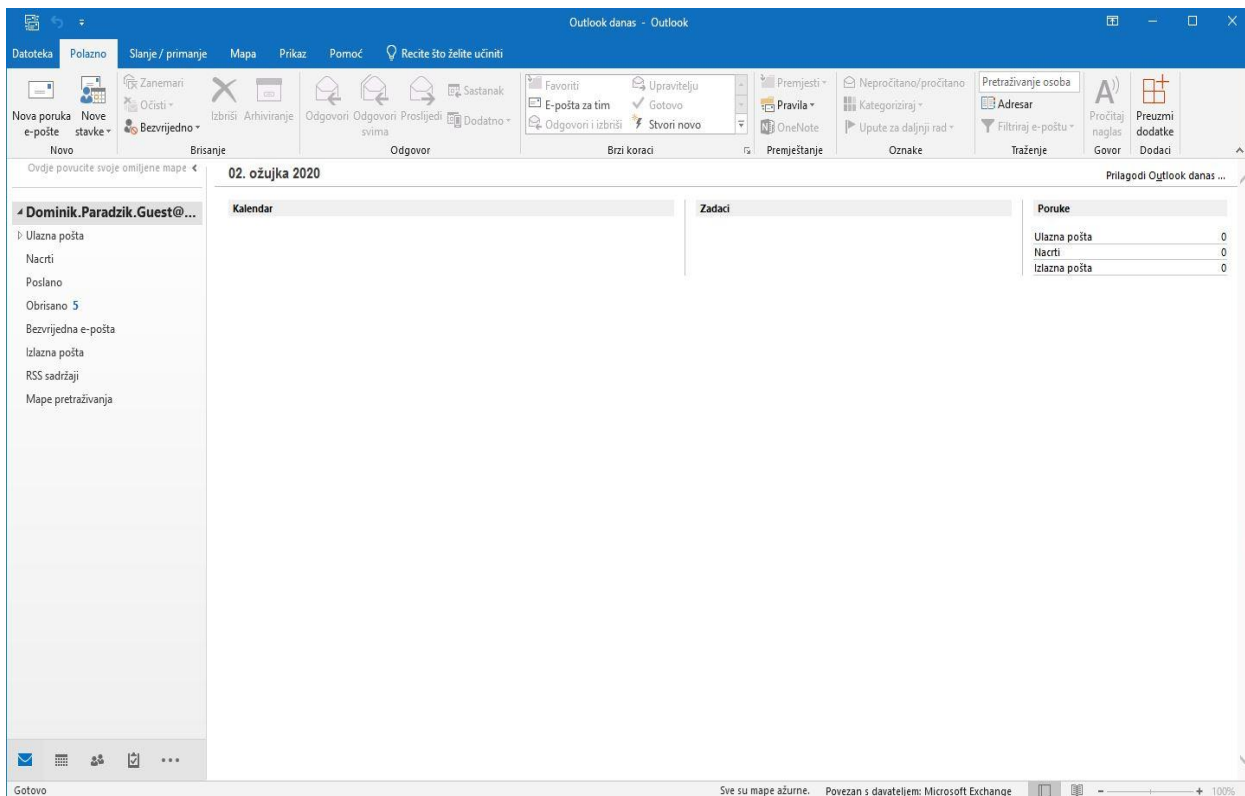 Outlook danas - Outlook
Datoteka Polazno Slanje / primanje Mapa Prikaz Pomoć Recite što želite učiniti
Nova poruka e-pošte
Nove stavke
Novo
Zanemari
Očisti
Bezvrijedno
Izbriši
Arhiviranje
Brisanje
Odgovori
Odgovori svima
Proslijedi
Sastanak
Dodatno
Odgovor
Favoriti
E-pošta za tim
Odgovori i izbriši
Upravitelju
Gotovo
Stvori novo
Brzi koraci
Premjesti
Pravila
OneNote
Premještanje
Nepročitano/pročitano
Kategoriziraj
Upute za daljnji rad
Oznake
Pretraživanje osoba
Adresar
Filtriraj e-poštu
Traženje
A
Pročitaj naglas
Govor
Preuzmi dodatke
Dodaci
Ovdje povucite svoje omiljene mape
Dominik.Paradzik.Guest@...
Ulazna pošta
Nacrti
Poslano
Obrisano 5
Bezvrijedna e-pošta
Izlazna pošta
RSS sadržaji
Mape pretraživanja
02. ožujka 2020
Prilagodi Outlook danas ...
Kalendar
Zadaci
Poruke
Ulazna pošta 0
Nacrti 0
Izlazna pošta 0
Gotovo
Sve su mape ažurne. Povezan s davateljem: Microsoft Exchange 100%